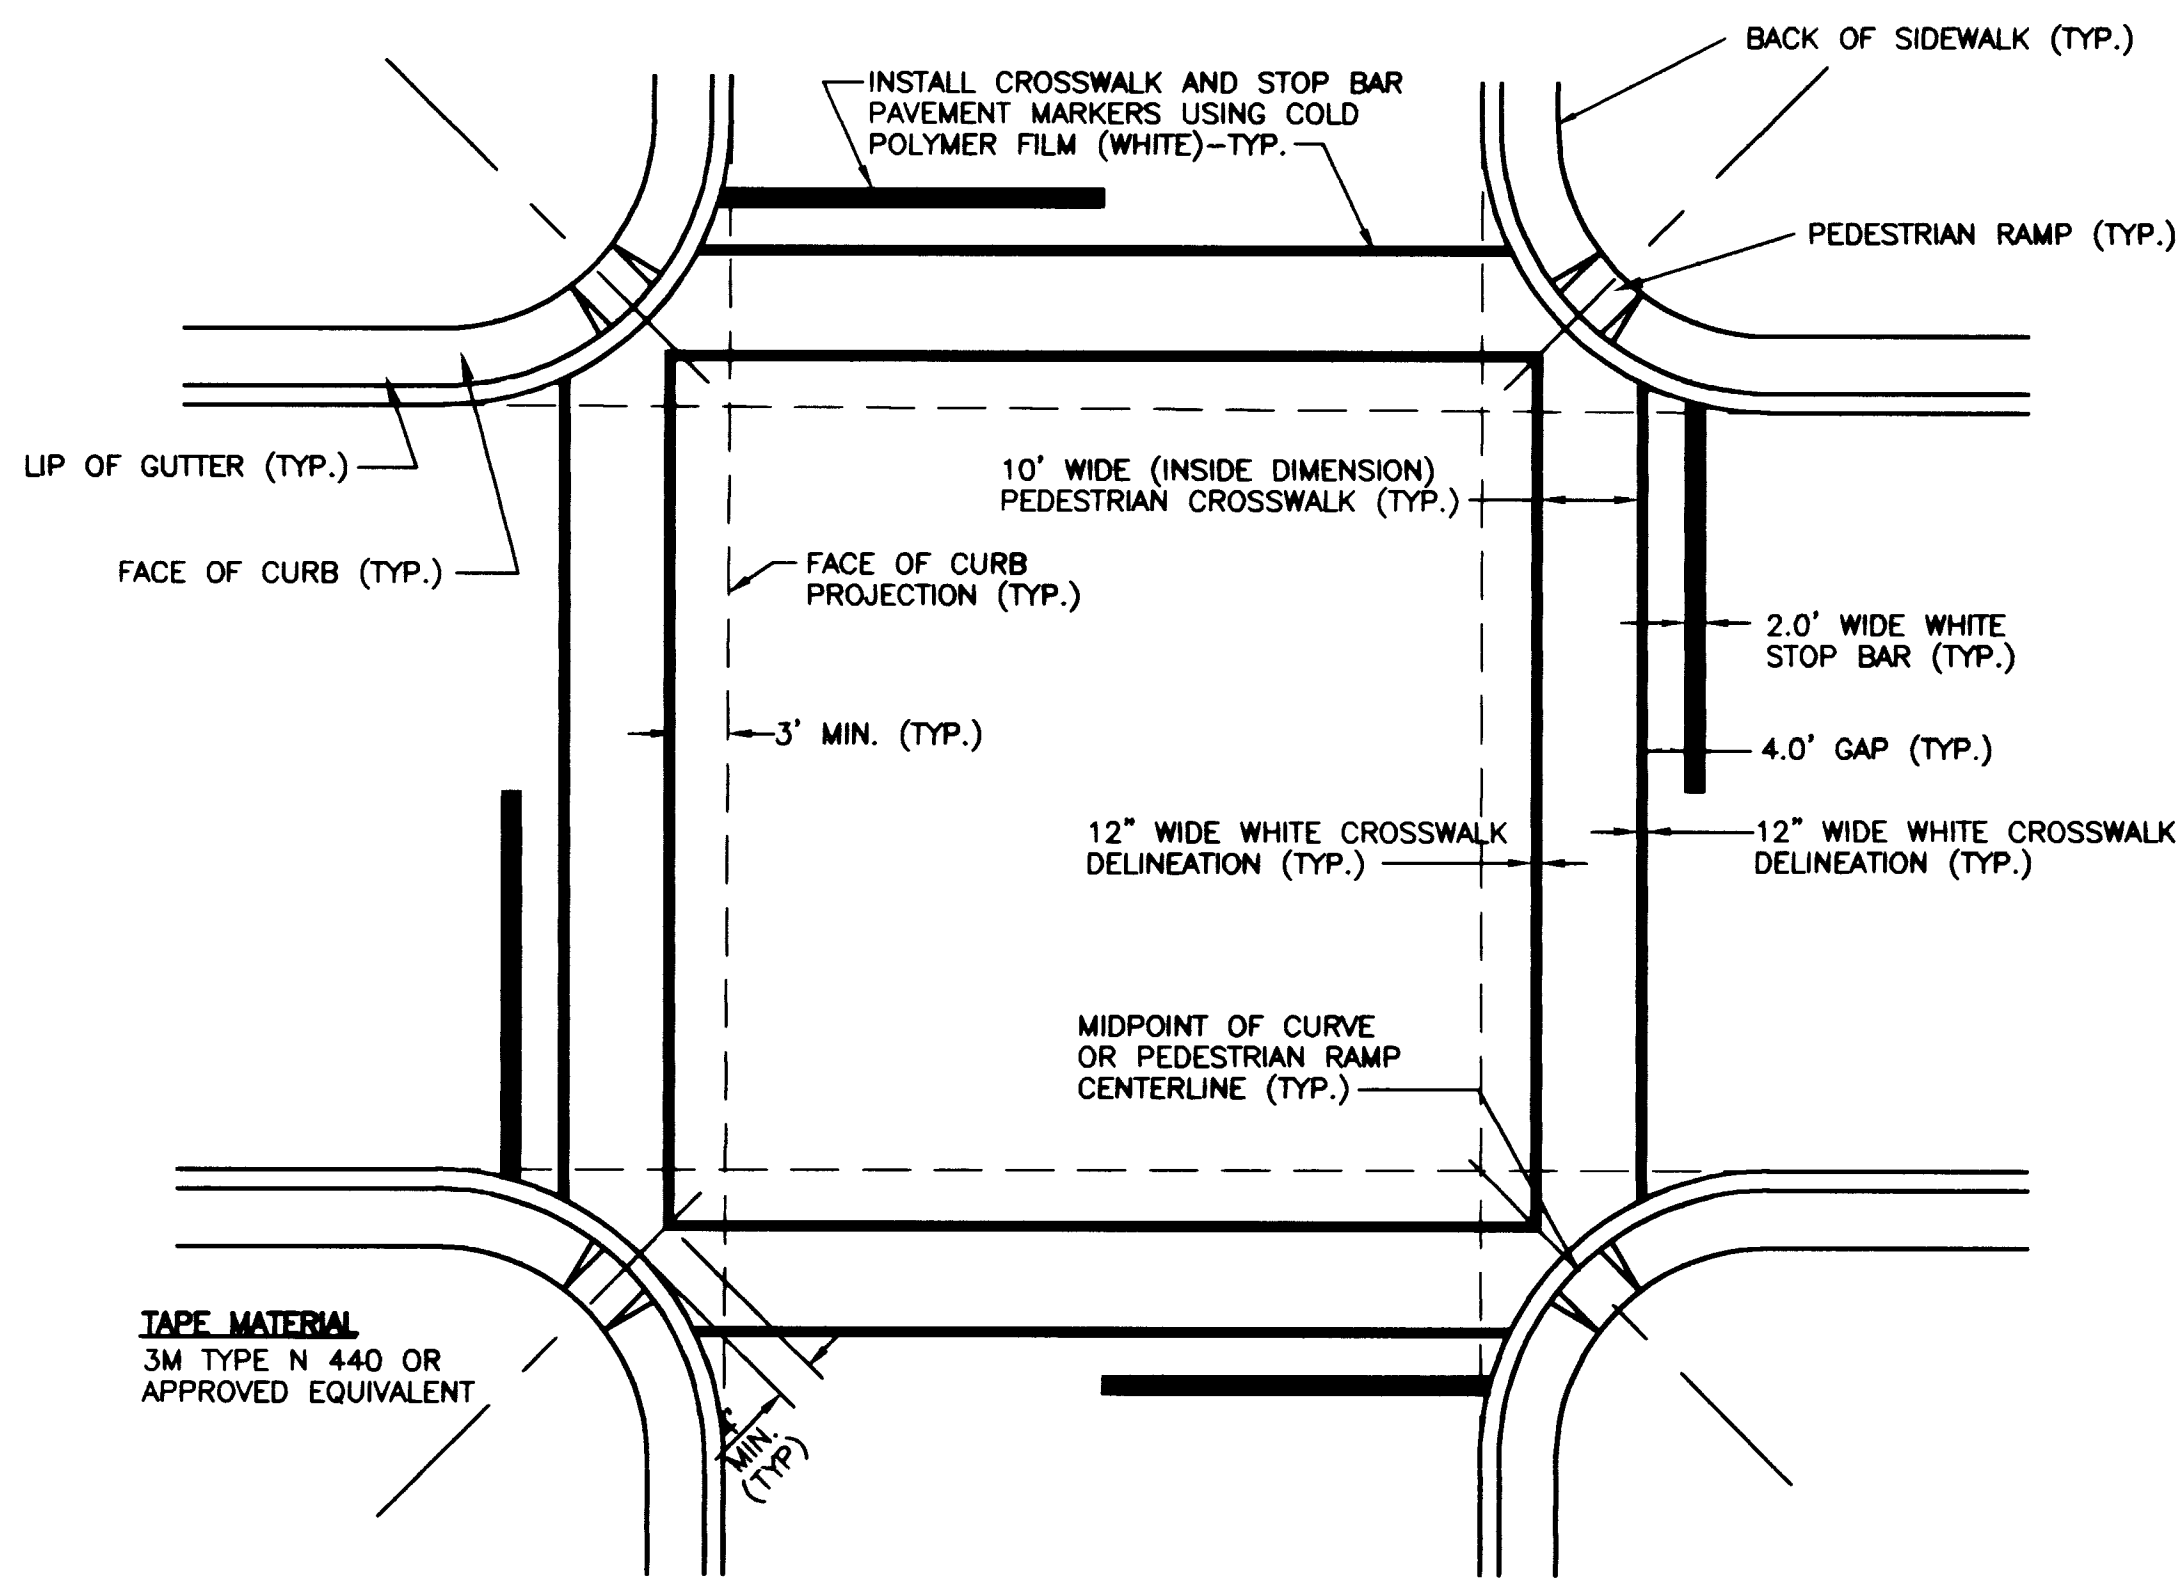 BACK OF SIDEWALK (TYP.)
INSTALL CROSSWALK AND STOP BAR
PAVEMENT MARKERS USING COLD
POLYMER FILM (WHITE)-TYP.
PEDESTRIAN RAMP (TYP.)
LIP OF GUTTER (TYP.)
10' WIDE (INSIDE DIMENSION)
PEDESTRIAN CROSSWALK (TYP.)
FACE OF CURB (TYP.)
FACE OF CURB
PROJECTION (TYP.)
2.0' WIDE WHITE
STOP BAR (TYP.)
3' MIN. (TYP.)
4.0' GAP (TYP.)
12" WIDE WHITE CROSSWALK
DELINEATION (TYP.)
12" WIDE WHITE CROSSWALK
DELINEATION (TYP.)
MIDPOINT OF CURVE
OR PEDESTRIAN RAMP
CENTERLINE (TYP.)
TAPE MATERIAL
3M TYPE N 440 OR
APPROVED EQUIVALENT
MIN.
(TYP)